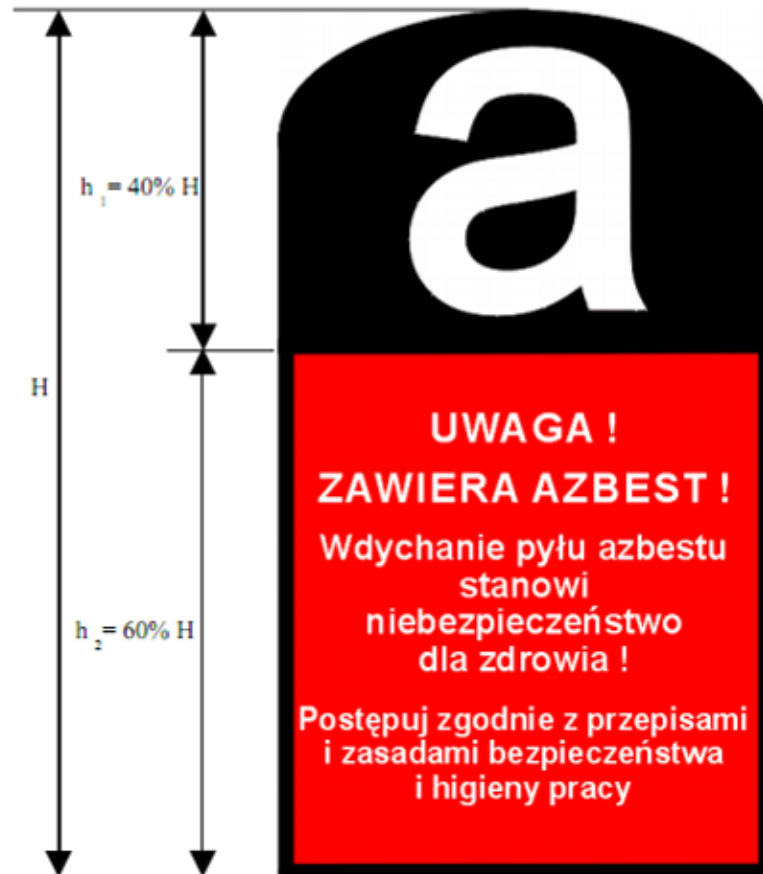 a
h₁= 40% H
H
UWAGA !
ZAWIERA AZBEST !
Wdychanie pyłu azbestu
stanowi
niebezpieczeństwo
dla zdrowia !
h₂= 60% H
Postępuj zgodnie z przepisami
i zasadami bezpieczeństwa
i higieny pracy